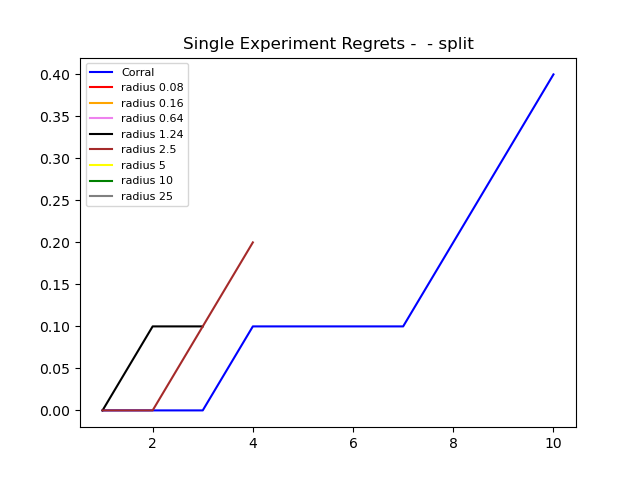 Single Experiment Regrets -  - split
Corral
radius 0.08
radius 0.16
radius 0.64
radius 1.24
radius 2.5
radius 5
radius 10
radius 25
0.40
0.35
0.30
0.25
0.20
0.15
0.10
0.05
0.00
2 4 6 8 10